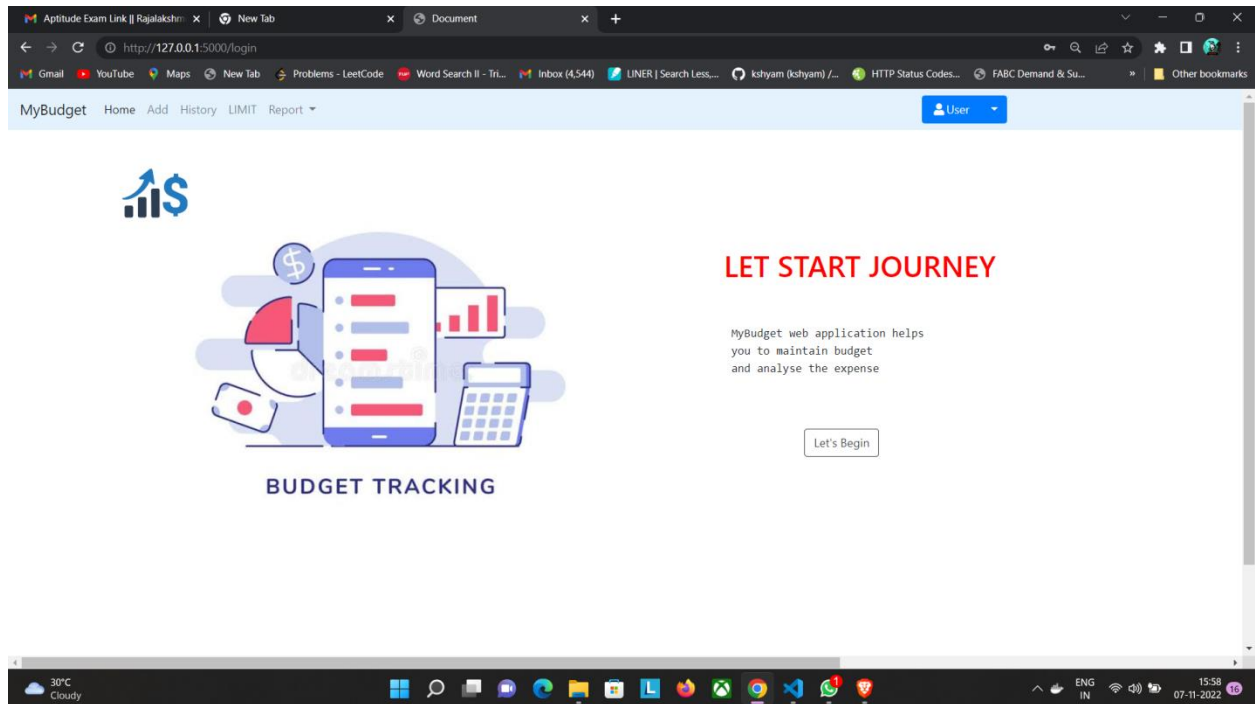 Aptitude Exam Link || Rajalakshm
New Tab
Document
http://127.0.0.1:5000/login
Gmail
YouTube
Maps
New Tab
Problems - LeetCode
Word Search II - Tri...
Inbox (4,544)
LINER | Search Less,...
kshyam (kshyam) /...
HTTP Status Codes...
FABC Demand & Su...
»
Other bookmarks
MyBudget Home Add History LIMIT Report
User
$
$
LET START JOURNEY
MyBudget web application helps
you to maintain budget
and analyse the expense
dreamstime
Let's Begin
BUDGET TRACKING
30°C
Cloudy
L
1
ENG
IN
15:58
07-11-2022
16